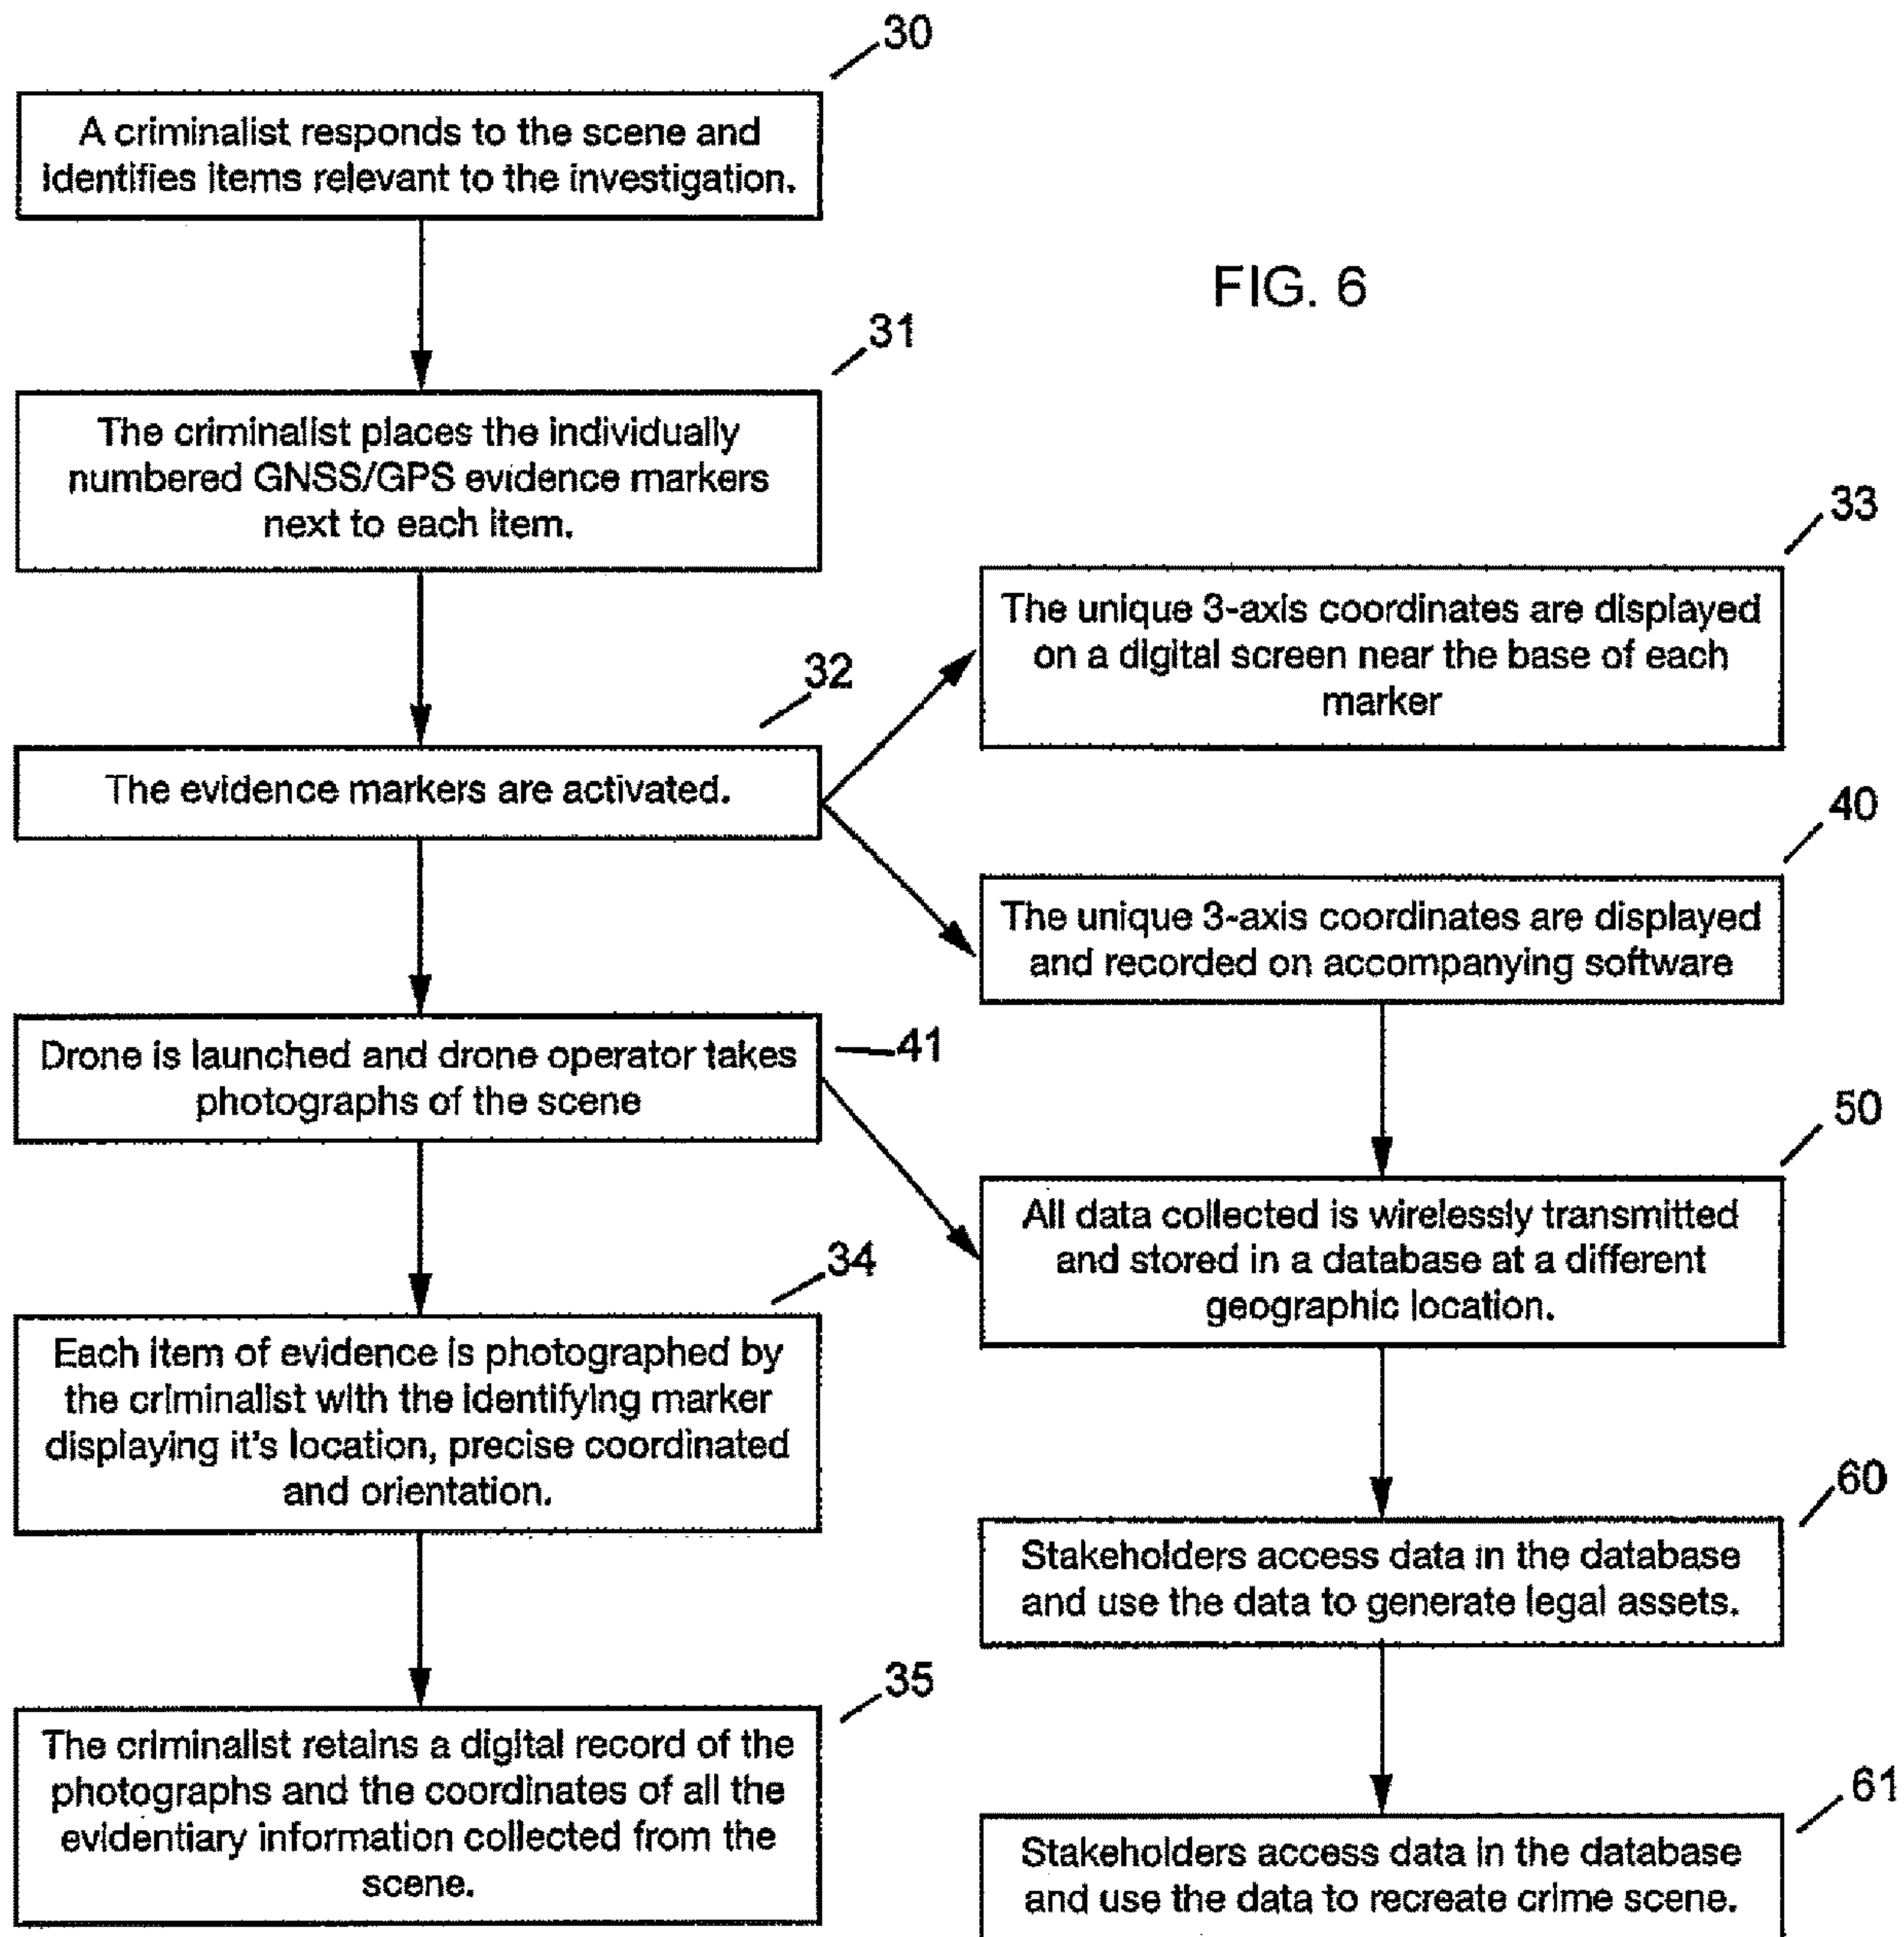 30
A criminalist responds to the scene and
identifies items relevant to the investigation.
FIG. 6
31
The criminalist places the individually
numbered GNSS/GPS evidence markers
next to each item.
33
The unique 3-axis coordinates are displayed
on a digital screen near the base of each
marker
32
The evidence markers are activated.
40
The unique 3-axis coordinates are displayed
and recorded on accompanying software
41
Drone is launched and drone operator takes
photographs of the scene
50
All data collected is wirelessly transmitted
and stored in a database at a different
geographic location.
34
Each item of evidence is photographed by
the criminalist with the identifying marker
displaying it's location, precise coordinated
and orientation.
60
Stakeholders access data in the database
and use the data to generate legal assets.
35
The criminalist retains a digital record of the
photographs and the coordinates of all the
evidentiary information collected from the
scene.
61
Stakeholders access data in the database
and use the data to recreate crime scene.